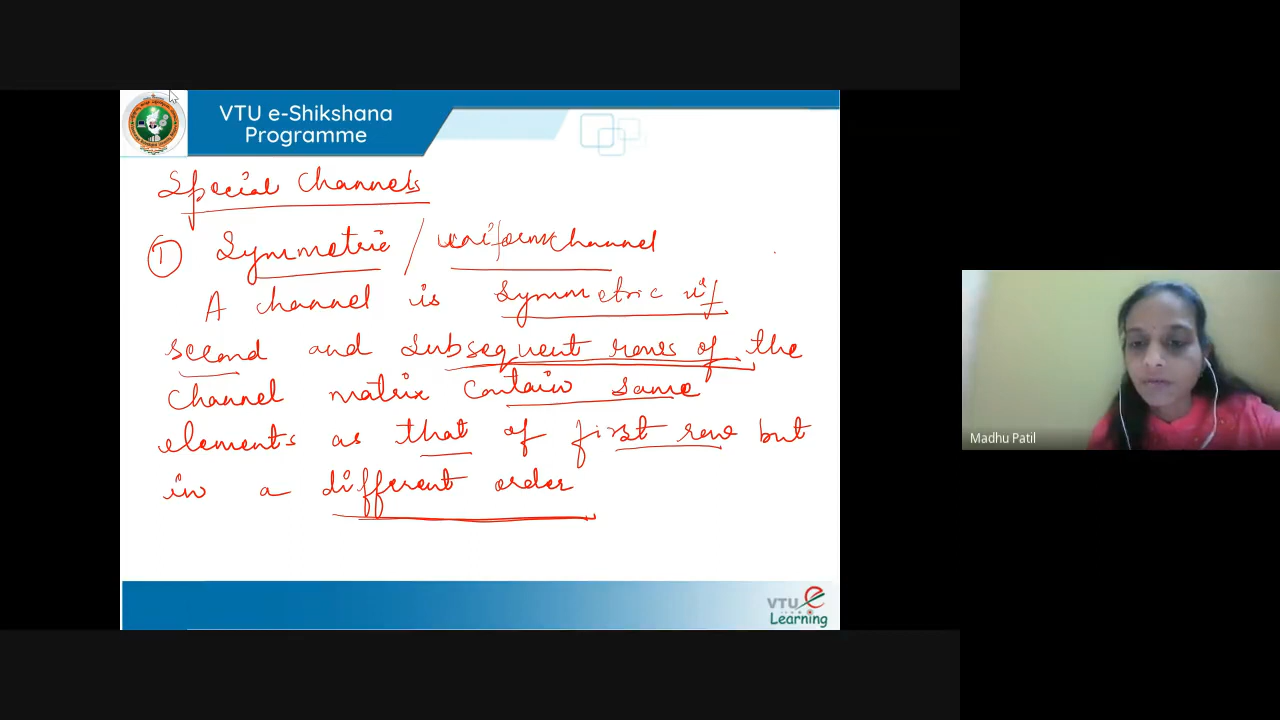 VTU e-Shikshana
Programme
Special Channels
① Symmetric / uniform channel
A channel is symmetric if
second and subsequent rows of the
channel matrix contain same
elements as that of first row but
in a different order
VTU e
Learning
Madhu Patil